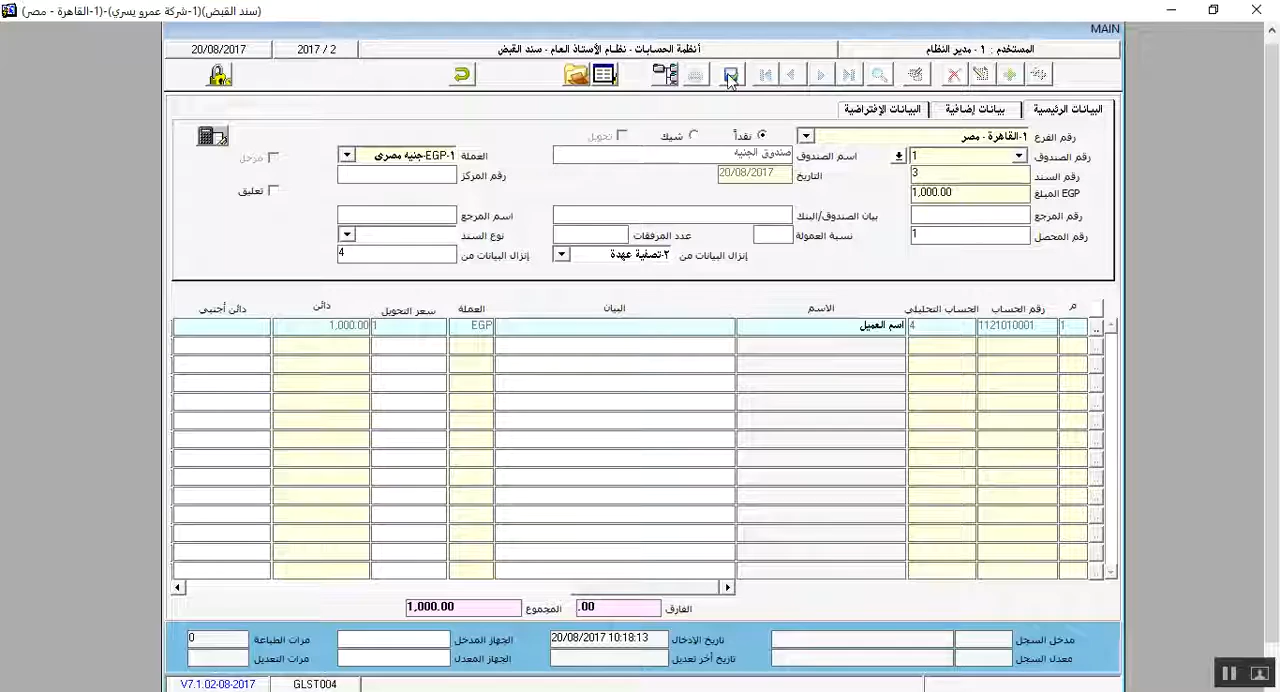 (سند القبض)(1-شركة عمرو يسري)-(1-القاهرة - مصر)
MAIN
المستخدم : 1 - مدير النظام
أنظمة الحسابات - نظام الأستاذ العام - سند القبض
2017 / 2
20/08/2017
البيانات الرئيسية
بيانات إضافية
البيانات الإفتراضية
رقم الفرع 1-القاهرة - مصر
نقداً شيك تحويل
رقم الصندوق 1 اسم الصندوق صندوق الجنيه العملة 1-EGP-جنيه مصري مرحل
رقم السند 3 التاريخ 20/08/2017 رقم المركز
EGP المبلغ 1,000.00 تعليق
رقم المرجع بيان الصندوق/البنك اسم المرجع
رقم المحصل 1 نسبة العمولة عدد المرفقات نوع السند
إنزال البيانات من ٢-تصفية عهدة إنزال البيانات من 4
م رقم الحساب الحساب التحليلي الاسم البيان العملة سعر التحويل دائن دائن أجنبي
1 1121010001 4 اسم العميل EGP 1 1,000.00
الفارق .00 المجموع 1,000.00
مدخل السجل تاريخ الإدخال 20/08/2017 10:18:13 الجهاز المدخل مرات الطباعة 0
معدل السجل تاريخ أخر تعديل الجهاز المعدل مرات التعديل
V7.1.02-08-2017 GLST004